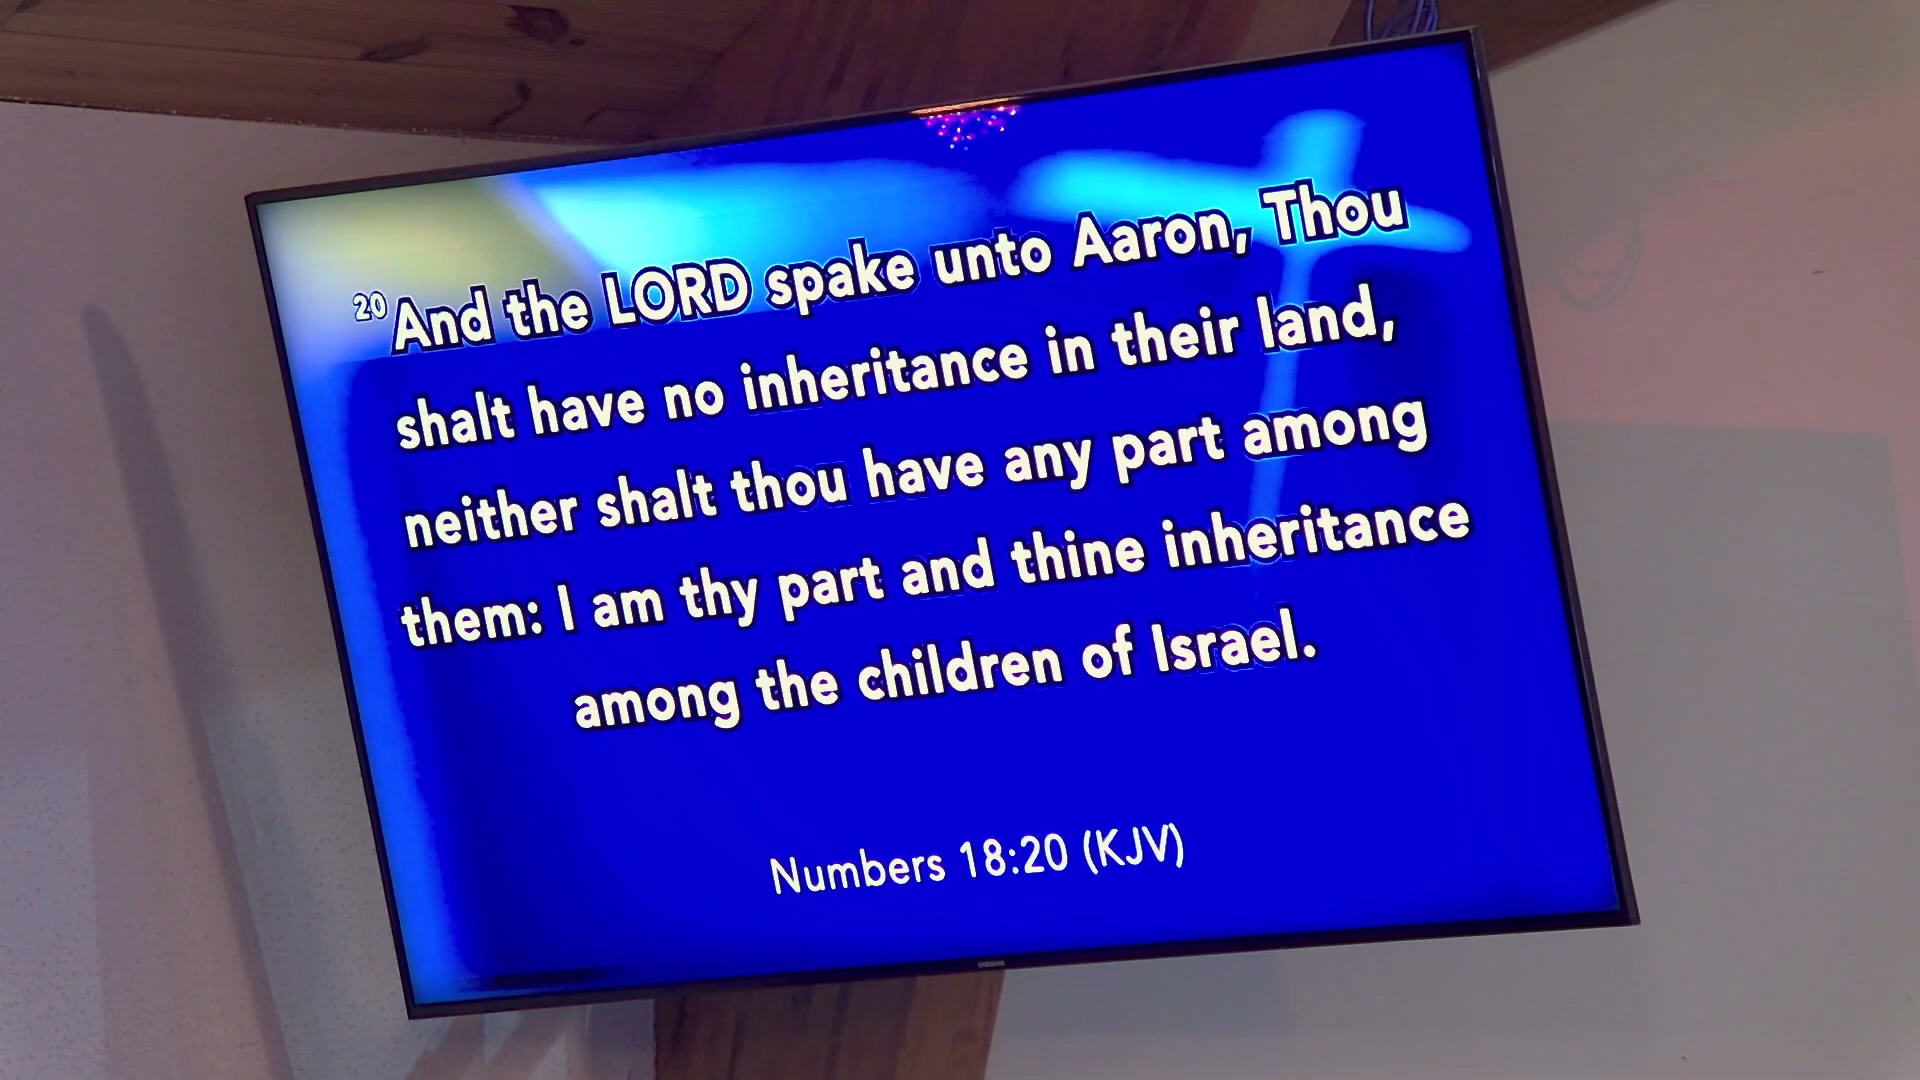 20 And the LORD spake unto Aaron, Thou
shalt have no inheritance in their land,
neither shalt thou have any part among
them: I am thy part and thine inheritance
among the children of Israel.
Numbers 18:20 (KJV)
SAMSUNG